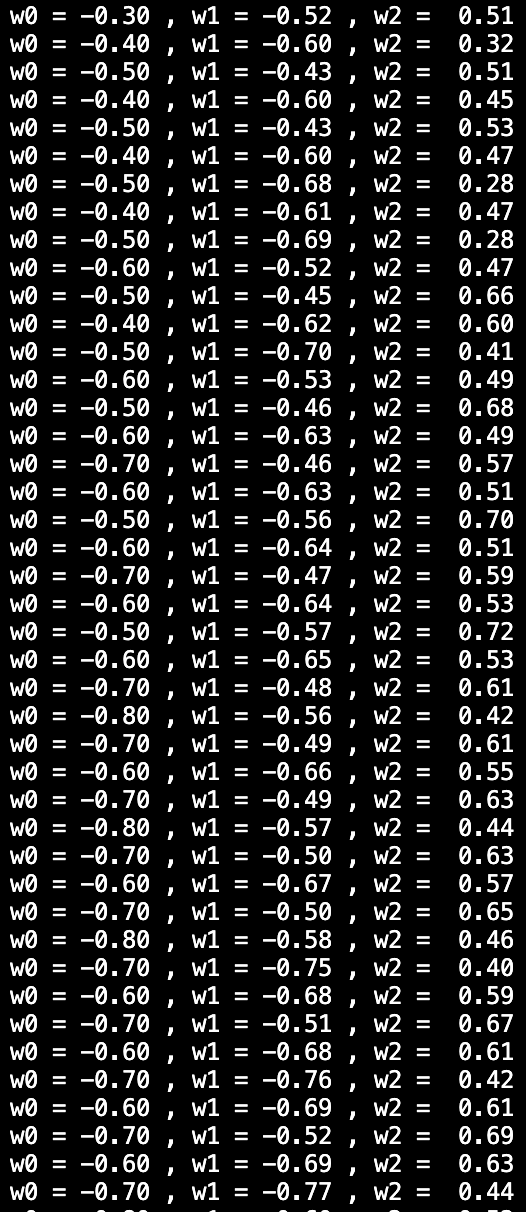 w0 = -0.30 , w1 = -0.52 , w2 =  0.51
w0 = -0.40 , w1 = -0.60 , w2 =  0.32
w0 = -0.50 , w1 = -0.43 , w2 =  0.51
w0 = -0.40 , w1 = -0.60 , w2 =  0.45
w0 = -0.50 , w1 = -0.43 , w2 =  0.53
w0 = -0.40 , w1 = -0.60 , w2 =  0.47
w0 = -0.50 , w1 = -0.68 , w2 =  0.28
w0 = -0.40 , w1 = -0.61 , w2 =  0.47
w0 = -0.50 , w1 = -0.69 , w2 =  0.28
w0 = -0.60 , w1 = -0.52 , w2 =  0.47
w0 = -0.50 , w1 = -0.45 , w2 =  0.66
w0 = -0.40 , w1 = -0.62 , w2 =  0.60
w0 = -0.50 , w1 = -0.70 , w2 =  0.41
w0 = -0.60 , w1 = -0.53 , w2 =  0.49
w0 = -0.50 , w1 = -0.46 , w2 =  0.68
w0 = -0.60 , w1 = -0.63 , w2 =  0.49
w0 = -0.70 , w1 = -0.46 , w2 =  0.57
w0 = -0.60 , w1 = -0.63 , w2 =  0.51
w0 = -0.50 , w1 = -0.56 , w2 =  0.70
w0 = -0.60 , w1 = -0.64 , w2 =  0.51
w0 = -0.70 , w1 = -0.47 , w2 =  0.59
w0 = -0.60 , w1 = -0.64 , w2 =  0.53
w0 = -0.50 , w1 = -0.57 , w2 =  0.72
w0 = -0.60 , w1 = -0.65 , w2 =  0.53
w0 = -0.70 , w1 = -0.48 , w2 =  0.61
w0 = -0.80 , w1 = -0.56 , w2 =  0.42
w0 = -0.70 , w1 = -0.49 , w2 =  0.61
w0 = -0.60 , w1 = -0.66 , w2 =  0.55
w0 = -0.70 , w1 = -0.49 , w2 =  0.63
w0 = -0.80 , w1 = -0.57 , w2 =  0.44
w0 = -0.70 , w1 = -0.50 , w2 =  0.63
w0 = -0.60 , w1 = -0.67 , w2 =  0.57
w0 = -0.70 , w1 = -0.50 , w2 =  0.65
w0 = -0.80 , w1 = -0.58 , w2 =  0.46
w0 = -0.70 , w1 = -0.75 , w2 =  0.40
w0 = -0.60 , w1 = -0.68 , w2 =  0.59
w0 = -0.70 , w1 = -0.51 , w2 =  0.67
w0 = -0.60 , w1 = -0.68 , w2 =  0.61
w0 = -0.70 , w1 = -0.76 , w2 =  0.42
w0 = -0.60 , w1 = -0.69 , w2 =  0.61
w0 = -0.70 , w1 = -0.52 , w2 =  0.69
w0 = -0.60 , w1 = -0.69 , w2 =  0.63
w0 = -0.70 , w1 = -0.77 , w2 =  0.44